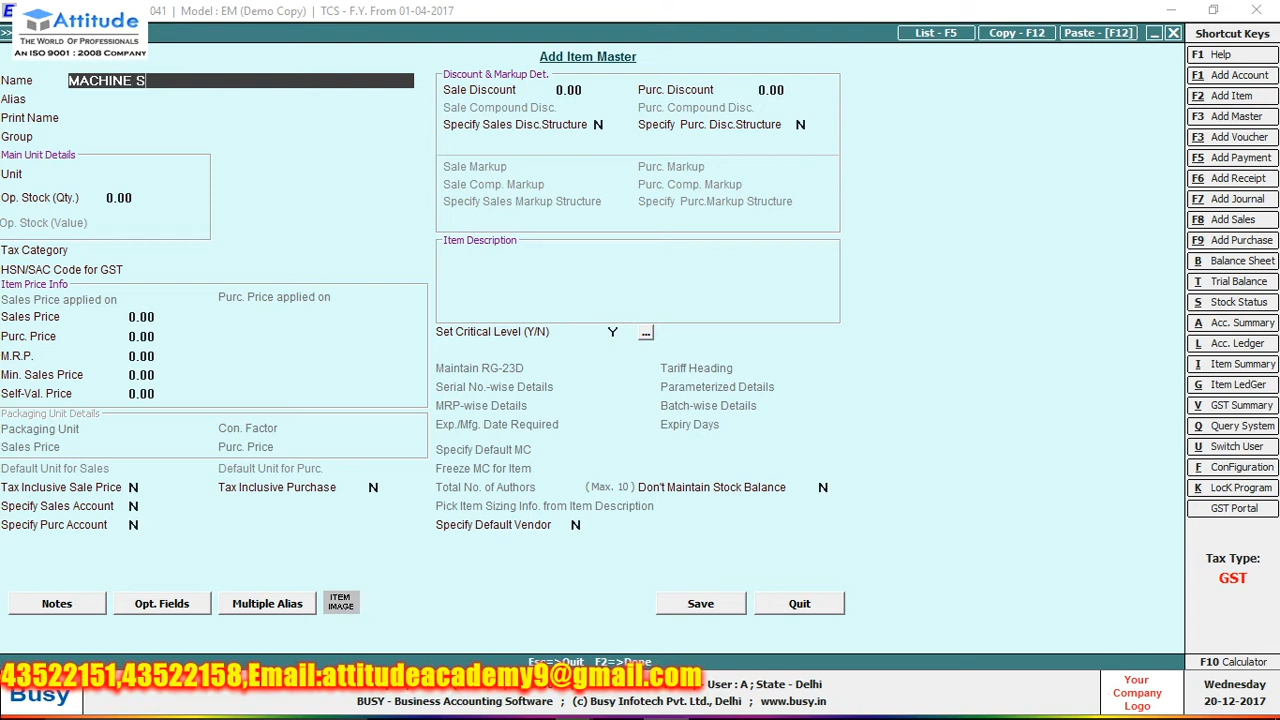 041 | Model : EM (Demo Copy) | TCS - F.Y. From 01-04-2017
Attitude
The WORLD Of PROFESSIONALS
An ISO 9001 : 2008 COMPANY
>>
List - F5
Copy - F12
Paste - [F12]
Add Item Master
Name MACHINE S
Alias
Print Name
Group
Main Unit Details
Unit
Op. Stock (Qty.) 0.00
Op. Stock (Value)
Tax Category
HSN/SAC Code for GST
Item Price Info
Sales Price applied on Purc. Price applied on
Sales Price 0.00
Purc. Price 0.00
M.R.P. 0.00
Min. Sales Price 0.00
Self-Val. Price 0.00
Packaging Unit Details
Packaging Unit Con. Factor
Sales Price Purc. Price
Default Unit for Sales Default Unit for Purc.
Tax Inclusive Sale Price N Tax Inclusive Purchase N
Specify Sales Account N
Specify Purc Account N
Discount & Markup Det.
Sale Discount 0.00 Purc. Discount 0.00
Sale Compound Disc. Purc. Compound Disc.
Specify Sales Disc.Structure N Specify Purc. Disc.Structure N
Sale Markup Purc. Markup
Sale Comp. Markup Purc. Comp. Markup
Specify Sales Markup Structure Specify Purc.Markup Structure
Item Description
Set Critical Level (Y/N) Y ...
Maintain RG-23D Tariff Heading
Serial No.-wise Details Parameterized Details
MRP-wise Details Batch-wise Details
Exp./Mfg. Date Required Expiry Days
Specify Default MC
Freeze MC for Item
Total No. of Authors (Max. 10) Don't Maintain Stock Balance N
Pick Item Sizing Info. from Item Description
Specify Default Vendor N
Notes
Opt. Fields
Multiple Alias
ITEM
IMAGE
Save
Quit
Shortcut Keys
F1 Help
F1 Add Account
F2 Add Item
F3 Add Master
F3 Add Voucher
F5 Add Payment
F6 Add Receipt
F7 Add Journal
F8 Add Sales
F9 Add Purchase
B Balance Sheet
T Trial Balance
S Stock Status
A Acc. Summary
L Acc. Ledger
I Item Summary
G Item LedGer
V GST Summary
Q Query System
U Switch User
F ConFiguration
K LocK Program
GST Portal
Tax Type:
GST
F10 Calculator
Esc=>Quit F2=>Done
43522151,43522158,Email:attitudeacademy9@gmail.com
Busy
User : A ; State - Delhi
BUSY - Business Accounting Software ; (c) Busy Infotech Pvt. Ltd., Delhi ; www.busy.in
Your
Company
Logo
Wednesday
20-12-2017